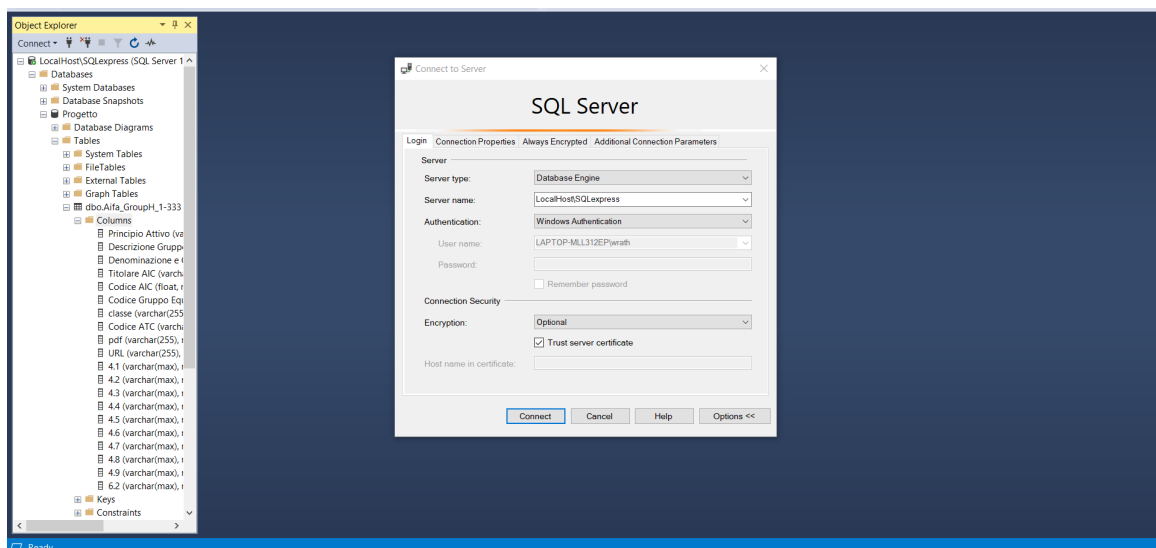 Object Explorer
Connect
LocalHost\SQLexpress (SQL Server 1
Databases
System Databases
Database Snapshots
Progetto
Database Diagrams
Tables
System Tables
FileTables
External Tables
Graph Tables
dbo.Aifa_GroupH_1-333
Columns
Principio Attivo (va
Descrizione Gruppo
Denominazione e
Titolare AIC (varcha
Codice AIC (float, r
Codice Gruppo Equ
classe (varchar(255
Codice ATC (varcha
pdf (varchar(255), r
URL (varchar(255),
4.1 (varchar(max), r
4.2 (varchar(max), r
4.3 (varchar(max), r
4.4 (varchar(max), r
4.5 (varchar(max), r
4.6 (varchar(max), r
4.7 (varchar(max), r
4.8 (varchar(max), r
4.9 (varchar(max), r
6.2 (varchar(max), r
Keys
Constraints
Connect to Server
SQL Server
Login Connection Properties Always Encrypted Additional Connection Parameters
Server
Server type: Database Engine
Server name: LocalHost\SQLexpress
Authentication: Windows Authentication
User name: LAPTOP-MLL312EP\wrath
Password:
Remember password
Connection Security
Encryption: Optional
Trust server certificate
Host name in certificate:
Connect Cancel Help Options <<
Ready